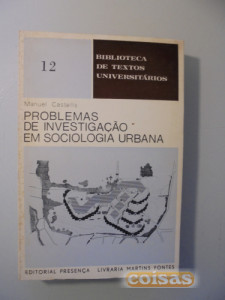 12
BIBLIOTECA
DE TEXTOS
UNIVERSITÁRIOS
Manuel Castells
PROBLEMAS
DE INVESTIGAÇÃO
EM SOCIOLOGIA URBANA
EDITORIAL PRESENÇA LIVRARIA MARTINS FONTES
coisas